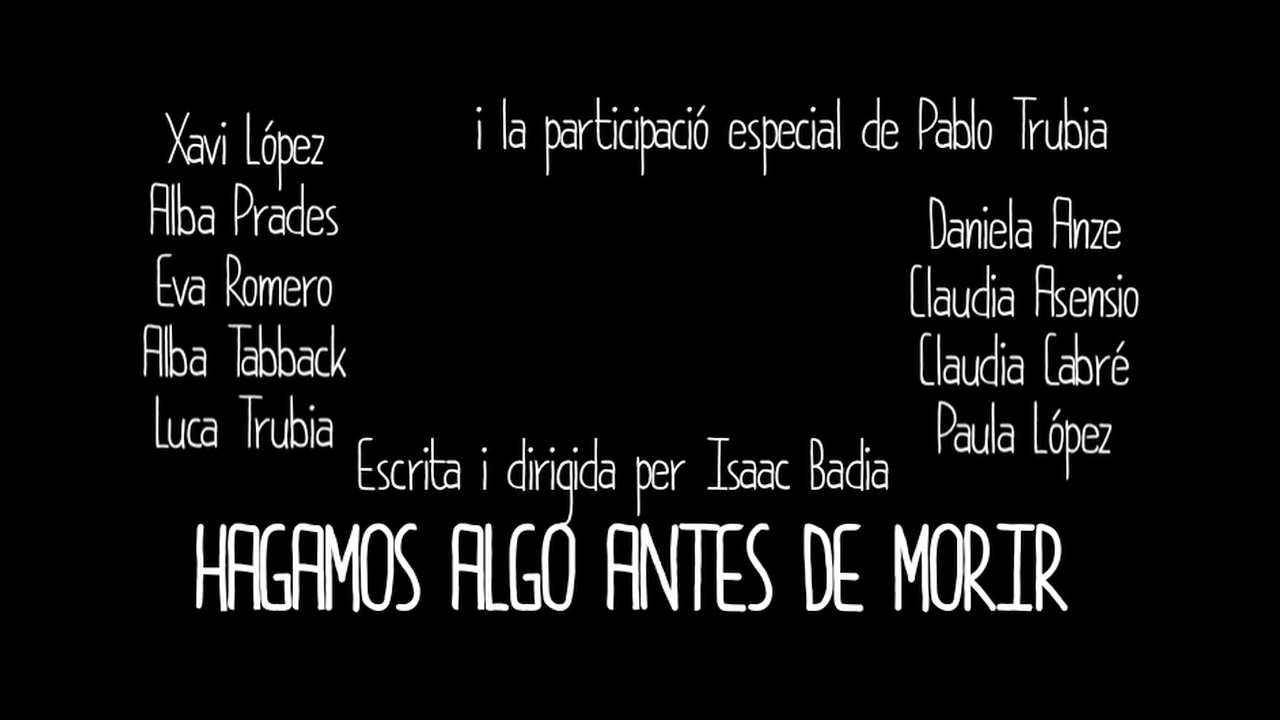 Xavi López
Alba Prades
Eva Romero
Alba Tabback
Luca Trubia
i la participació especial de Pablo Trubia
Daniela Anze
Claudia Asensio
Claudia Cabré
Paula López
Escrita i dirigida per Isaac Badia
HAGAMOS ALGO ANTES DE MORIR